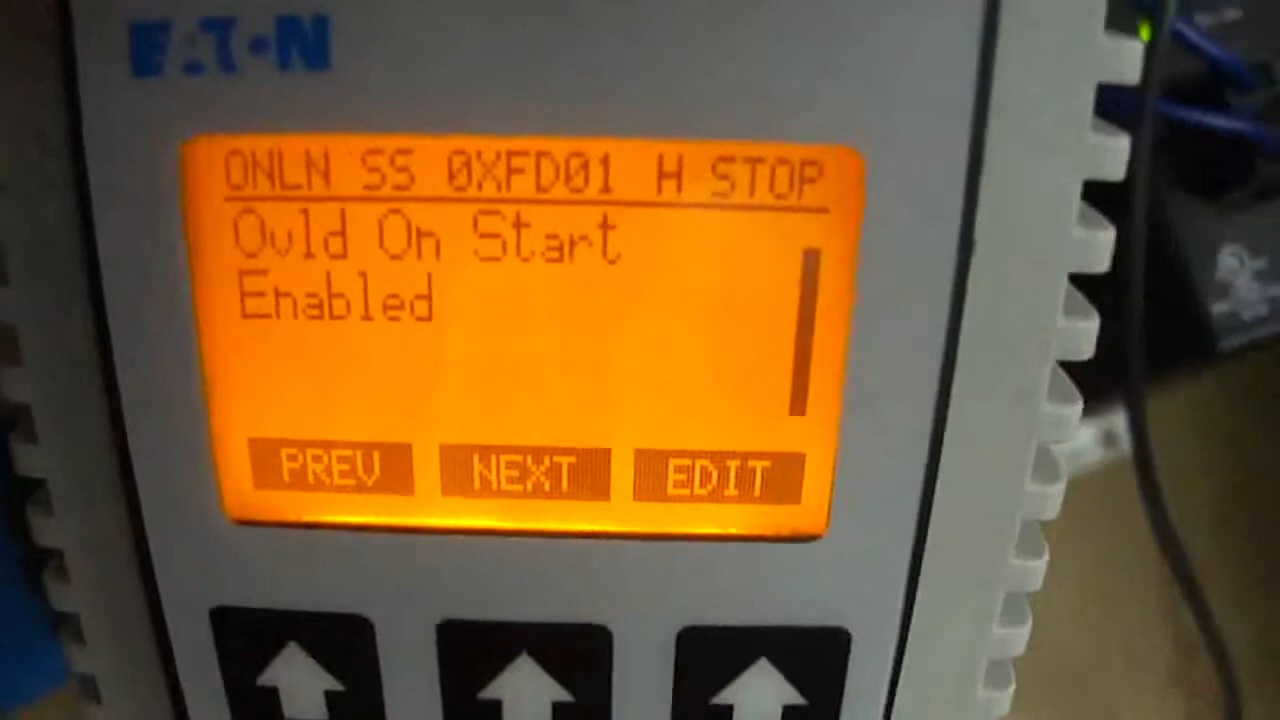 EATON
ONLN SS 0XFD01 H STOP
Ovld On Start
Enabled
PREV NEXT EDIT